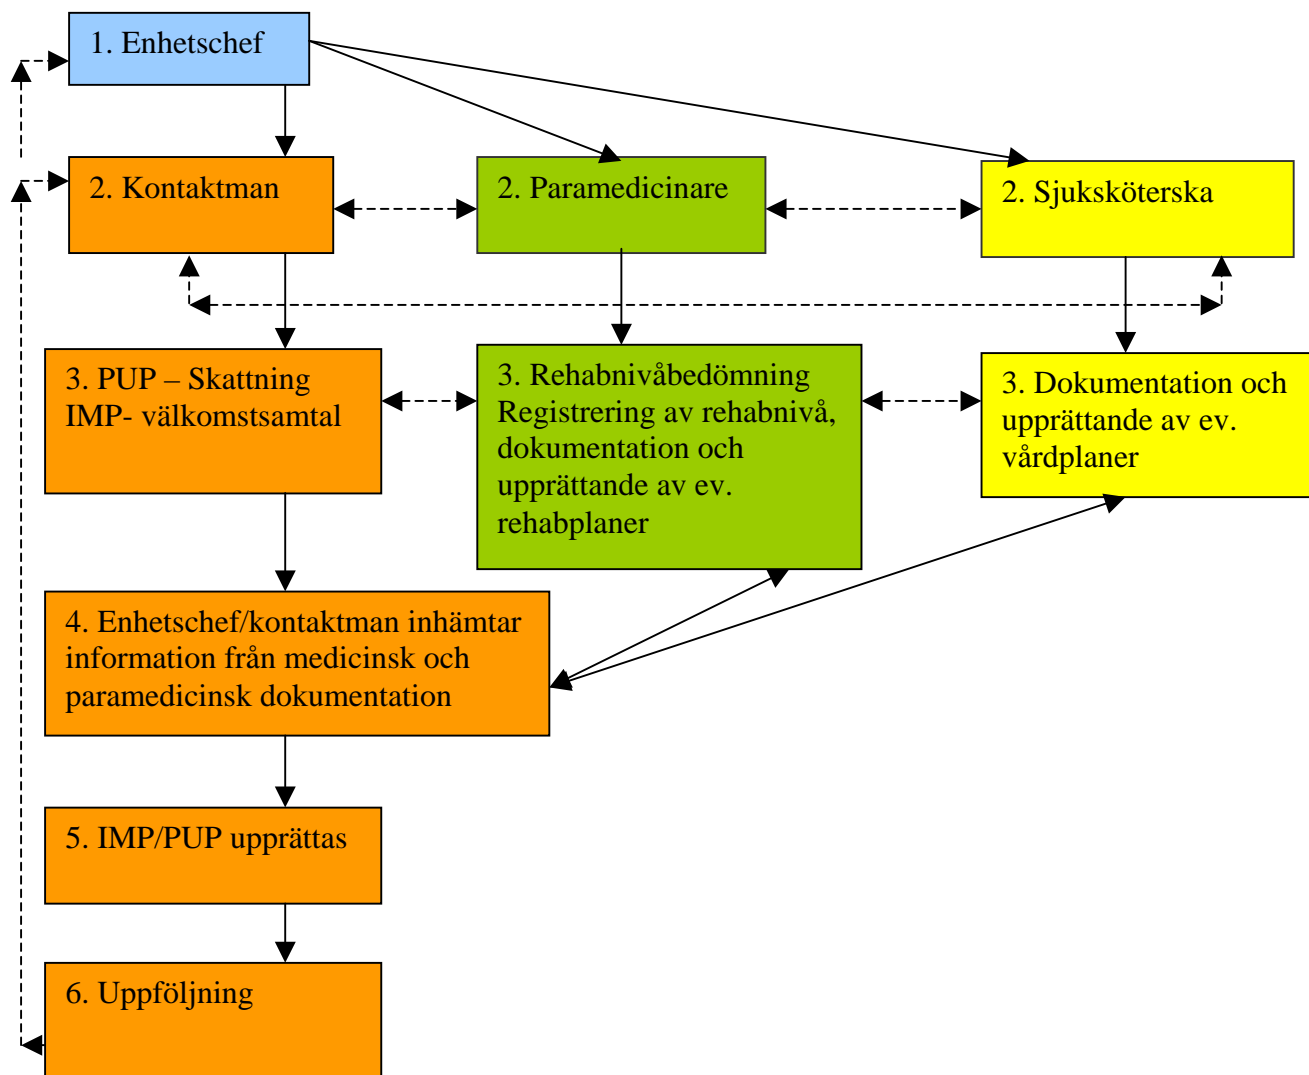 1. Enhetschef
2. Kontaktman
2. Paramedicinare
2. Sjuksköterska
3. PUP – Skattning
IMP- välkomstsamtal
3. Rehabnivåbedömning
Registrering av rehabnivå,
dokumentation och
upprättande av ev.
rehabplaner
3. Dokumentation och
upprättande av ev.
vårdplaner
4. Enhetschef/kontaktman inhämtar
information från medicinsk och
paramedicinsk dokumentation
5. IMP/PUP upprättas
6. Uppföljning